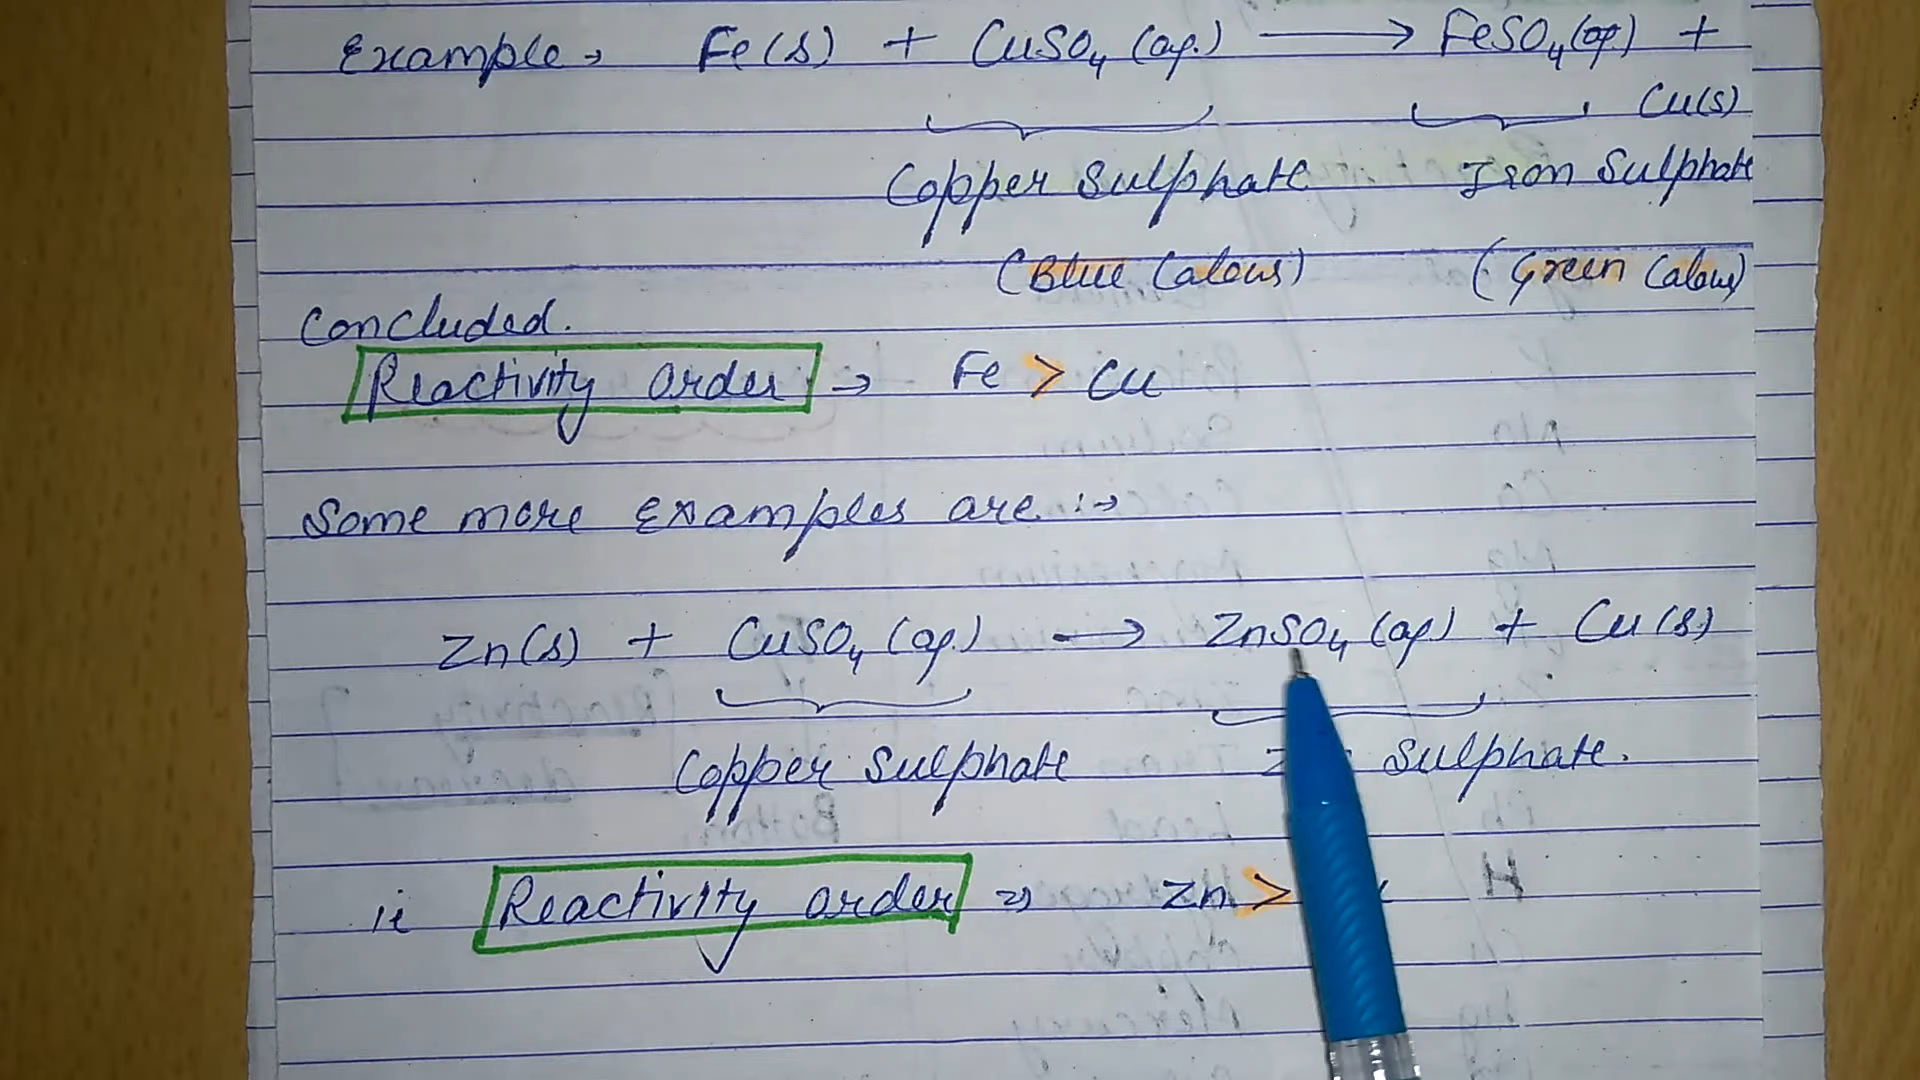 Example → Fe(s) + CuSO₄ (aq.) ⟶ FeSO₄(aq) +
Cu(s)
Copper Sulphate Iron Sulphate
(Blue Colour) (Green Colour)
Concluded.
Reactivity Order → Fe > Cu
Some more Examples are :→
Zn(s) + CuSO₄ (aq.) ⟶ ZnSO₄ (aq) + Cu(s)
Copper Sulphate Sulphate.
ie Reactivity order ⇒ Zn >